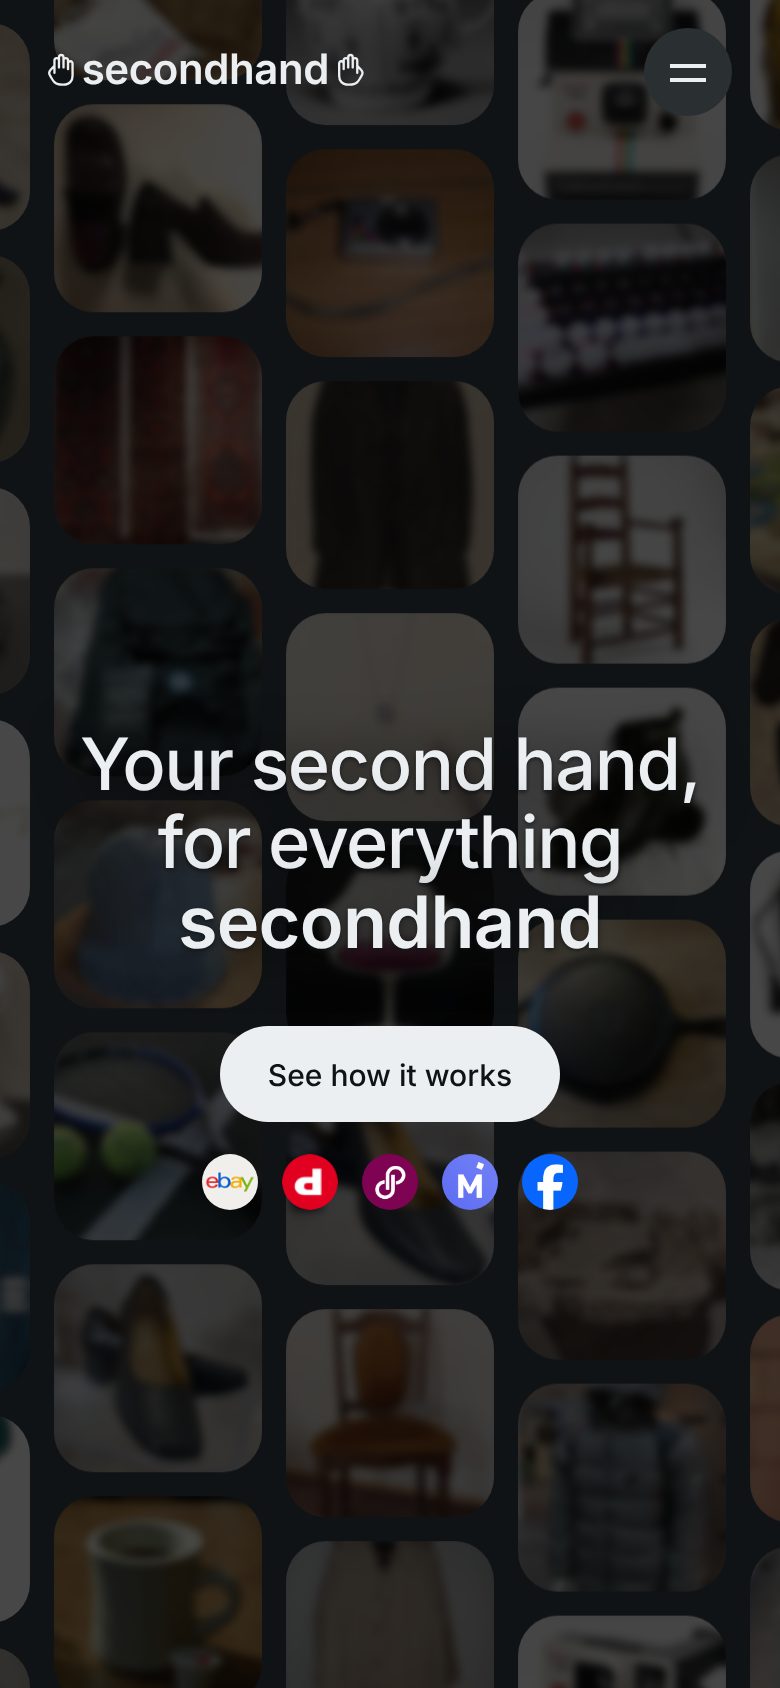 secondhand
Your second hand,
for everything
secondhand
See how it works
ebay
d
M
f